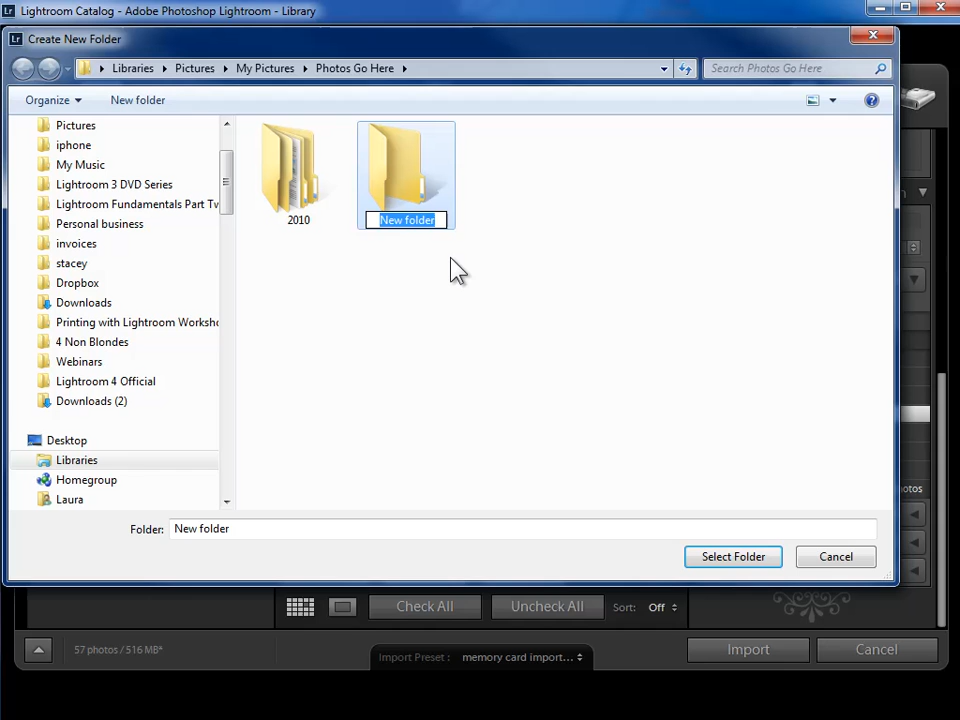 Lightroom Catalog - Adobe Photoshop Lightroom - Library
Create New Folder
Libraries Pictures My Pictures Photos Go Here Search Photos Go Here
Organize New folder
Pictures
iphone
My Music
Lightroom 3 DVD Series
Lightroom Fundamentals Part Tw
Personal business
invoices
stacey
Dropbox
Downloads
Printing with Lightroom Worksho
4 Non Blondes
Webinars
Lightroom 4 Official
Downloads (2)
Desktop
Libraries
Homegroup
Laura
2010
New folder
Folder: New folder
Select Folder Cancel
otos
Check All Uncheck All Sort: Off
57 photos / 516 MB*
Import Preset : memory card import...
Import Cancel